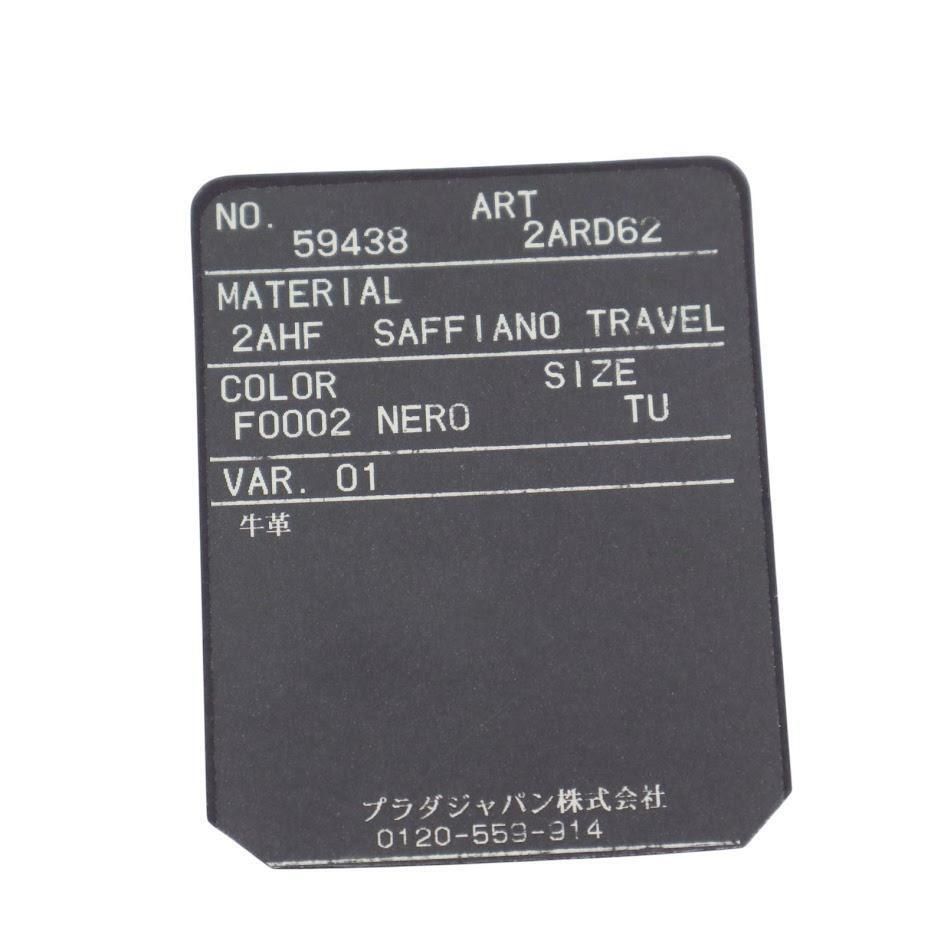 NO. ART
59438 2ARD62
MATERIAL
2AHF SAFFIANO TRAVEL
COLOR SIZE
F0002 NERO TU
VAR. 01
牛革
プラダジャパン株式会社
0120-559-914